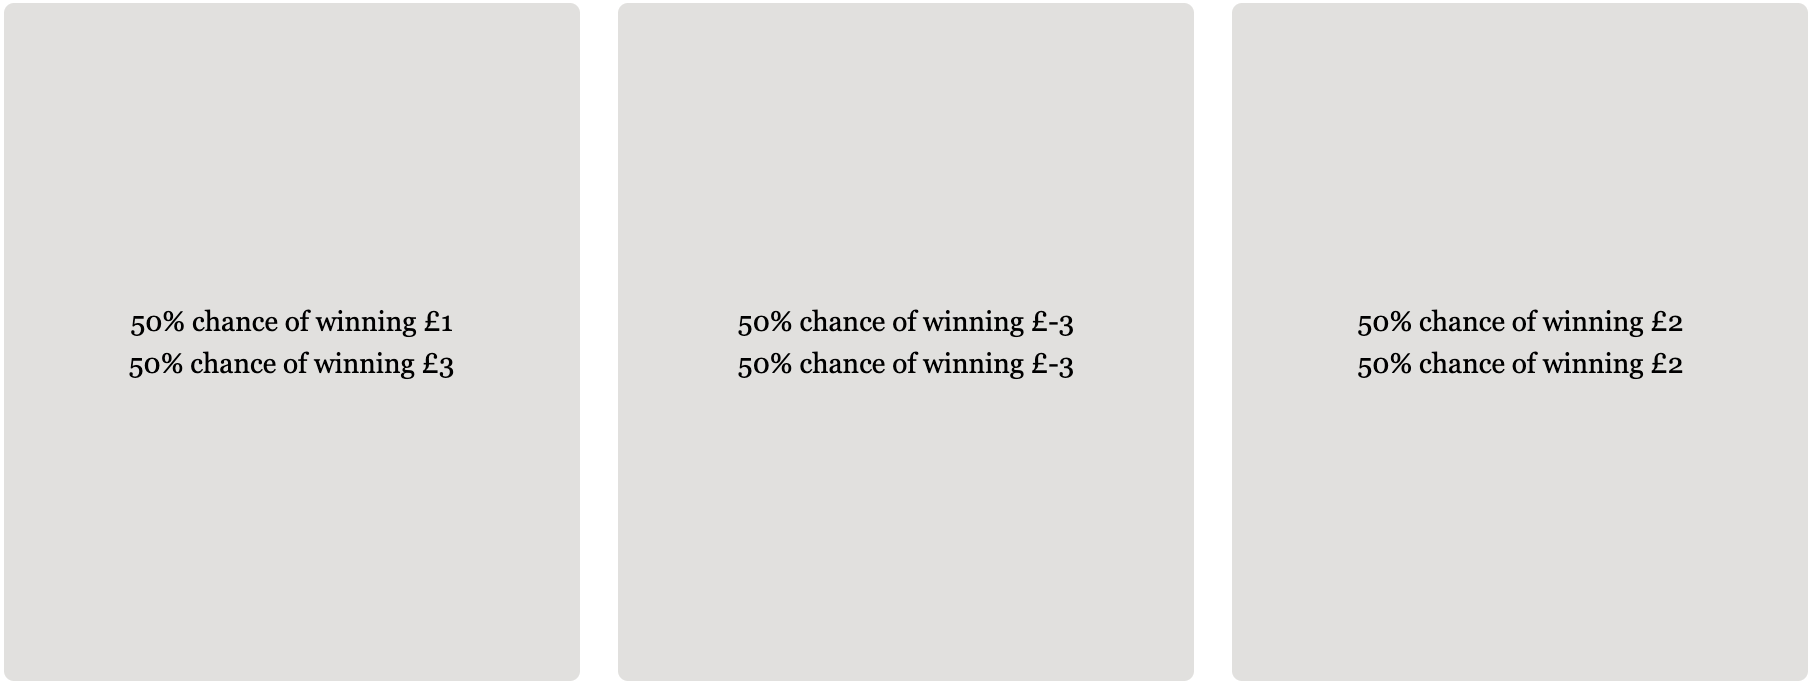 50% chance of winning £1
50% chance of winning £3
50% chance of winning £-3
50% chance of winning £-3
50% chance of winning £2
50% chance of winning £2